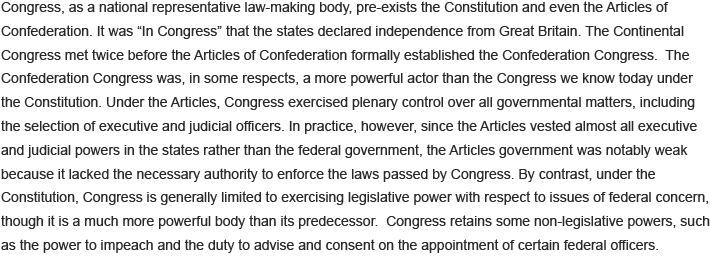 Congress, as a national representative law-making body, pre-exists the Constitution and even the Articles of
Confederation. It was “In Congress” that the states declared independence from Great Britain. The Continental
Congress met twice before the Articles of Confederation formally established the Confederation Congress.  The
Confederation Congress was, in some respects, a more powerful actor than the Congress we know today under
the Constitution. Under the Articles, Congress exercised plenary control over all governmental matters, including
the selection of executive and judicial officers. In practice, however, since the Articles vested almost all executive
and judicial powers in the states rather than the federal government, the Articles government was notably weak
because it lacked the necessary authority to enforce the laws passed by Congress. By contrast, under the
Constitution, Congress is generally limited to exercising legislative power with respect to issues of federal concern,
though it is a much more powerful body than its predecessor.  Congress retains some non-legislative powers, such
as the power to impeach and the duty to advise and consent on the appointment of certain federal officers.